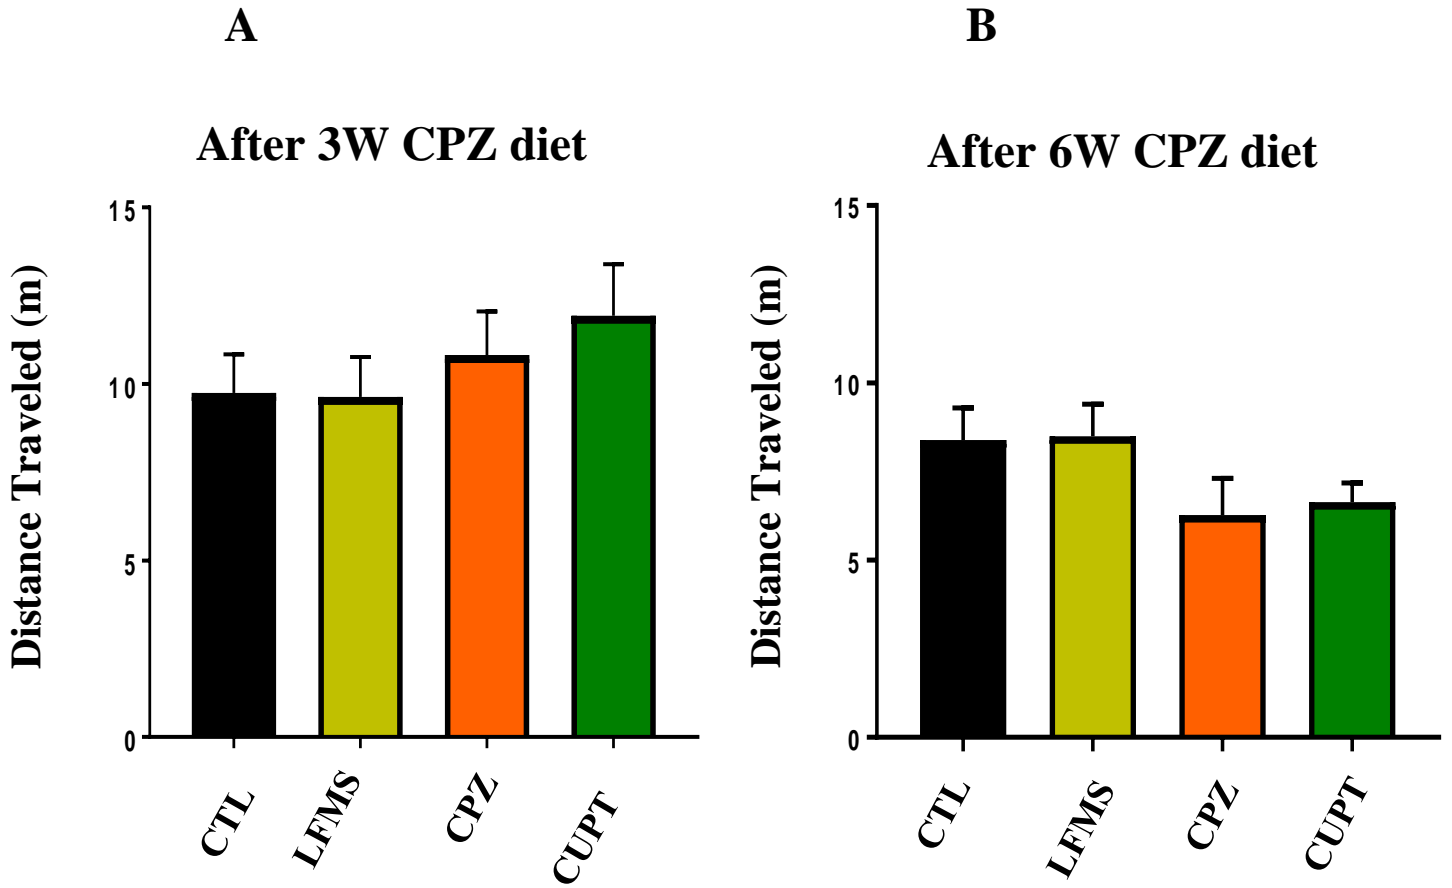 A
After 3W CPZ diet
Distance Traveled (m)
15
10
5
0
CTL
LFMS
CPZ
CUPT
B
After 6W CPZ diet
Distance Traveled (m)
15
10
5
0
CTL
LFMS
CPZ
CUPT